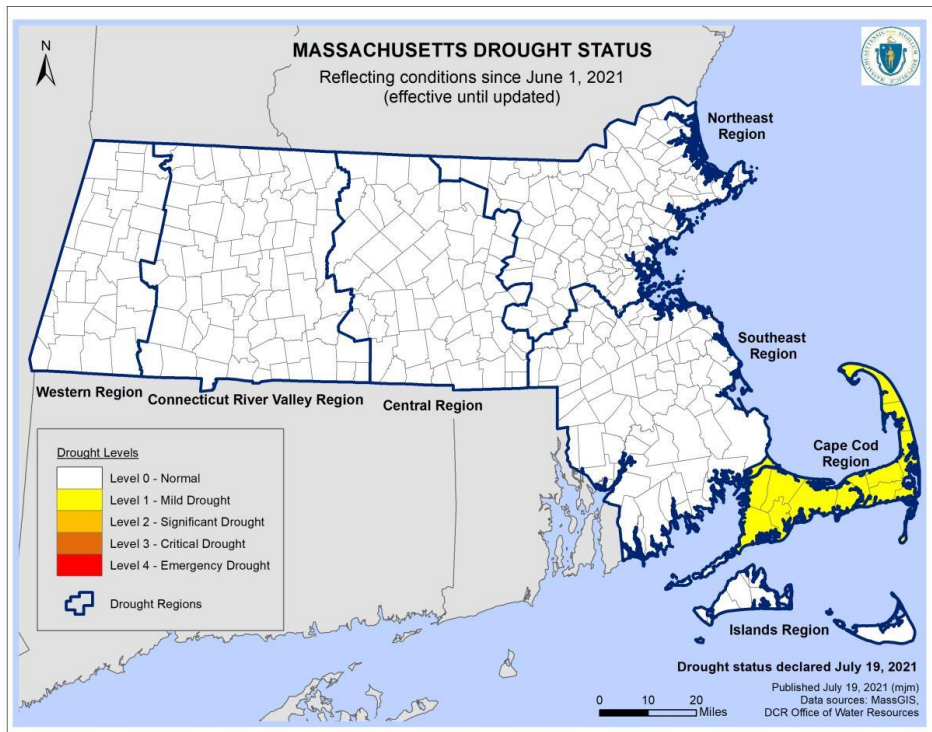 N
MASSACHUSETTS DROUGHT STATUS
Reflecting conditions since June 1, 2021
(effective until updated)
Northeast
Region
Southeast
Region
Cape Cod
Region
Western Region
Connecticut River Valley Region
Central Region
Islands Region
Drought Levels
Level 0 - Normal
Level 1 - Mild Drought
Level 2 - Significant Drought
Level 3 - Critical Drought
Level 4 - Emergency Drought
Drought Regions
Drought status declared July 19, 2021
Published July 19, 2021 (mjm)
Data sources: MassGIS,
DCR Office of Water Resources
0 10 20
Miles